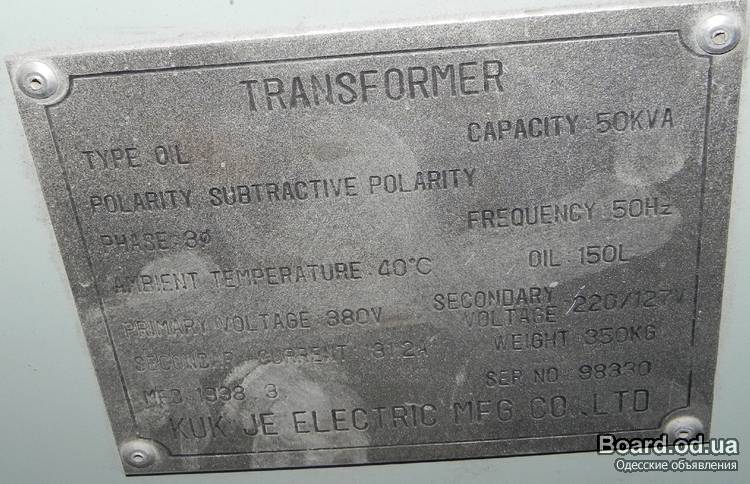 TRANSFORMER
TYPE OIL CAPACITY 50KVA
POLARITY SUBTRACTIVE POLARITY
PHASE 3ø FREQUENCY 50Hz
AMBIENT TEMPERATURE 40°C OIL 150L
PRIMARY VOLTAGE 380V SECONDARY VOLTAGE 220/127V
CURRENT WEIGHT 350KG
SER NO 98330
KUK JE ELECTRIC MFG CO.,LTD
Board.od.ua
Одесские объявления